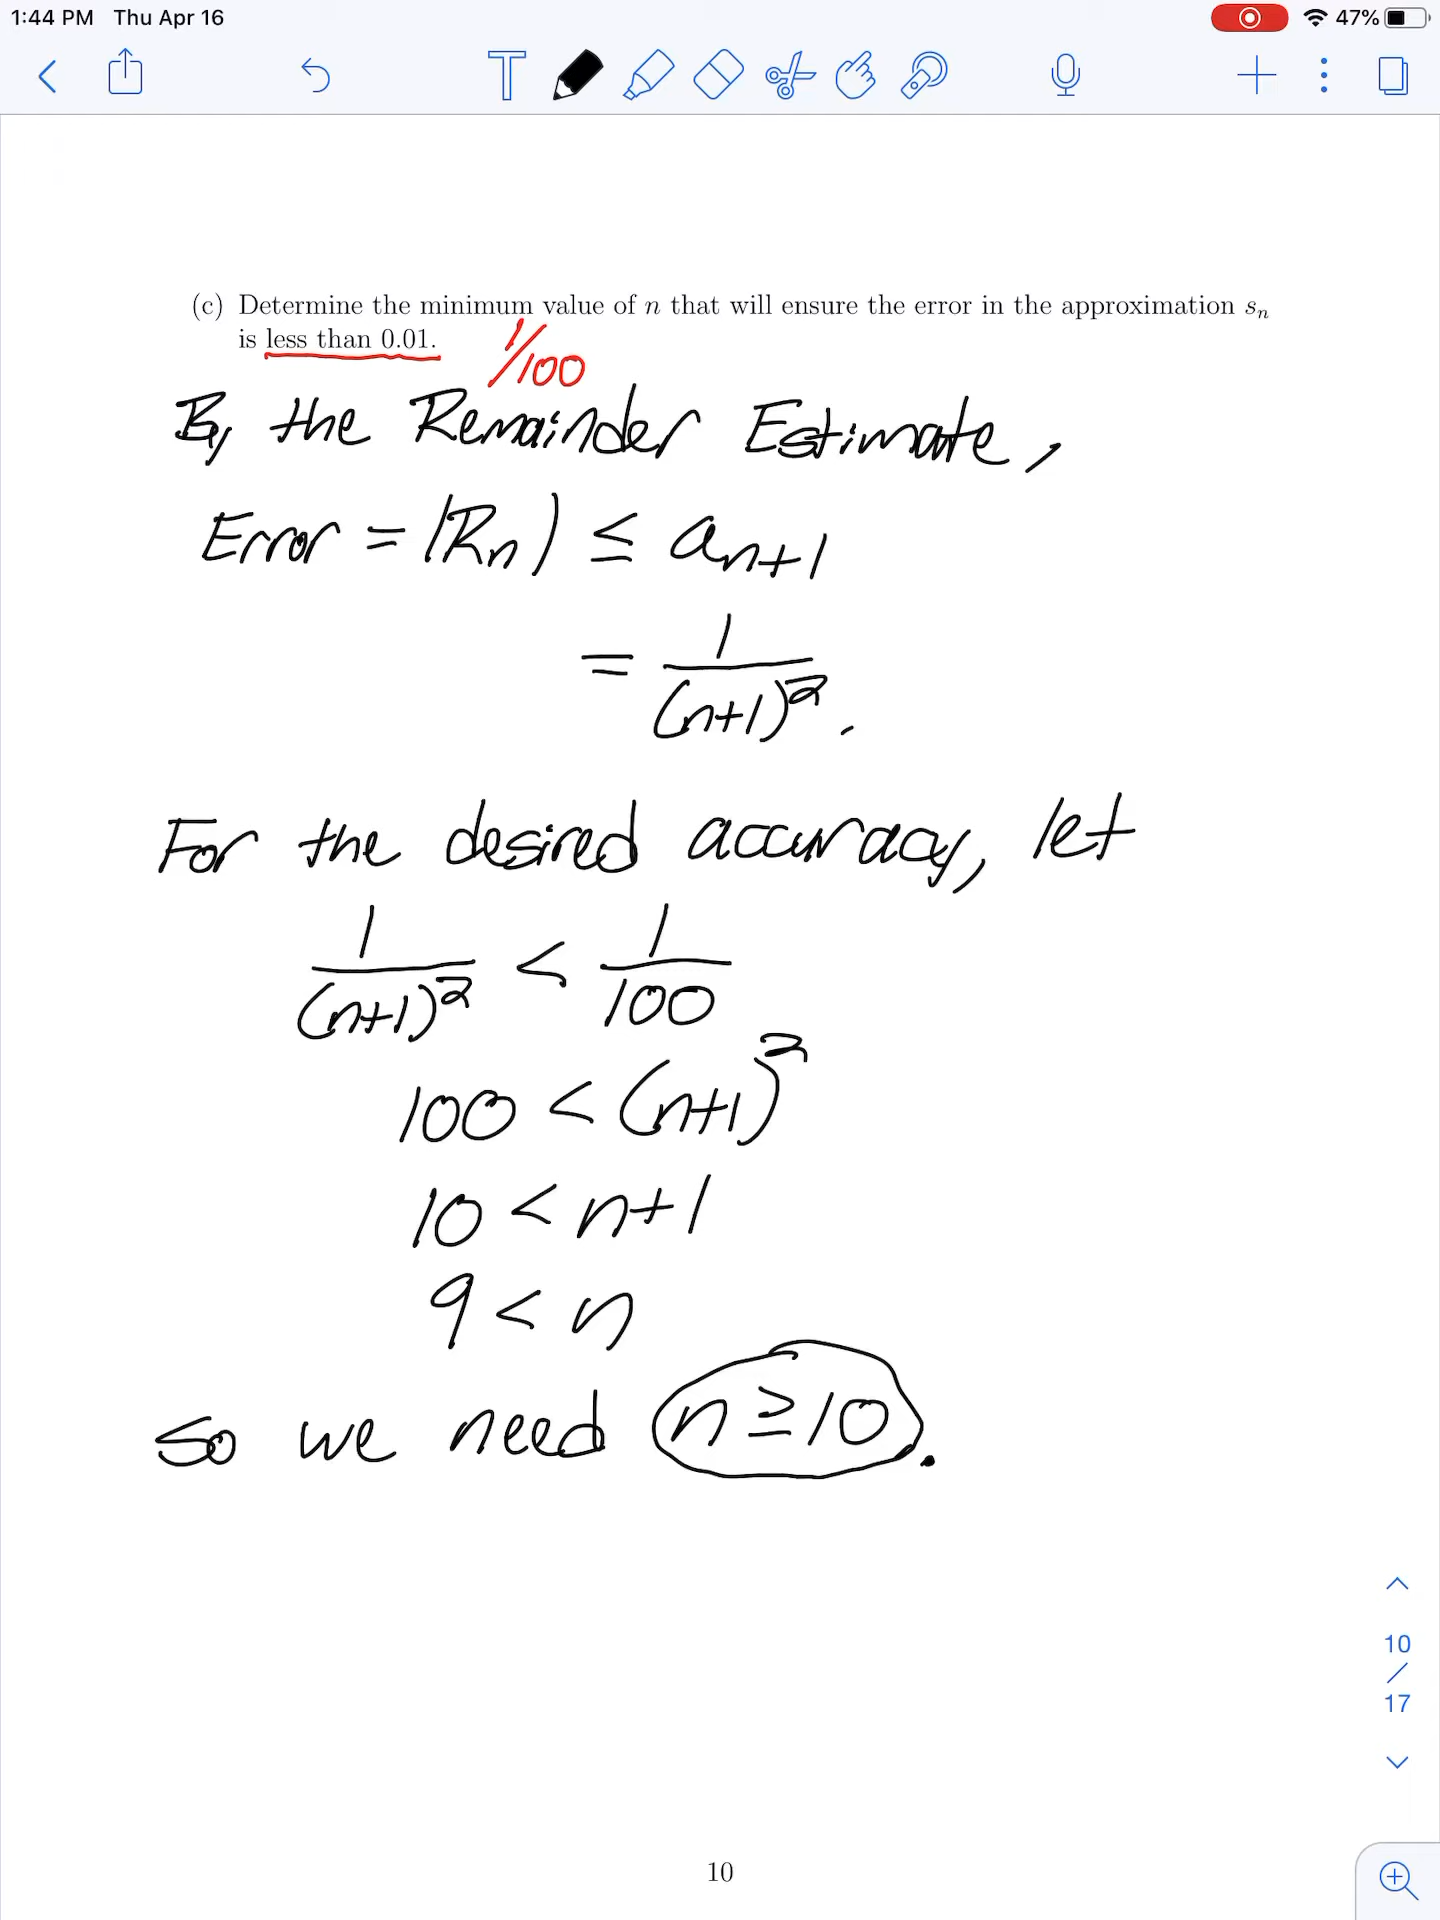 1:44 PM Thu Apr 16 47%
T
(c) Determine the minimum value of n that will ensure the error in the approximation sₙ
is less than 0.01. 1/100
By the Remainder Estimate,
Error = |Rₙ| ≤ aₙ₊₁
= 1/(n+1)².
For the desired accuracy, let
1/(n+1)² < 1/100
100 < (n+1)²
10 < n+1
9 < n
so we need n ≥ 10.
10
/
17
10